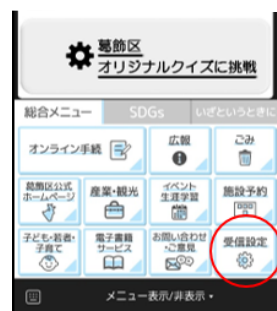 葛飾区
オリジナルクイズに挑戦
総合メニュー
SDGs
いざというときに
オンライン手続
広報
ごみ
葛飾区公式
ホームページ
産業・観光
イベント
生涯学習
施設予約
子ども・若者・
子育て
電子書籍
サービス
お問い合わせ
・ご意見
受信設定
メニュー表示/非表示